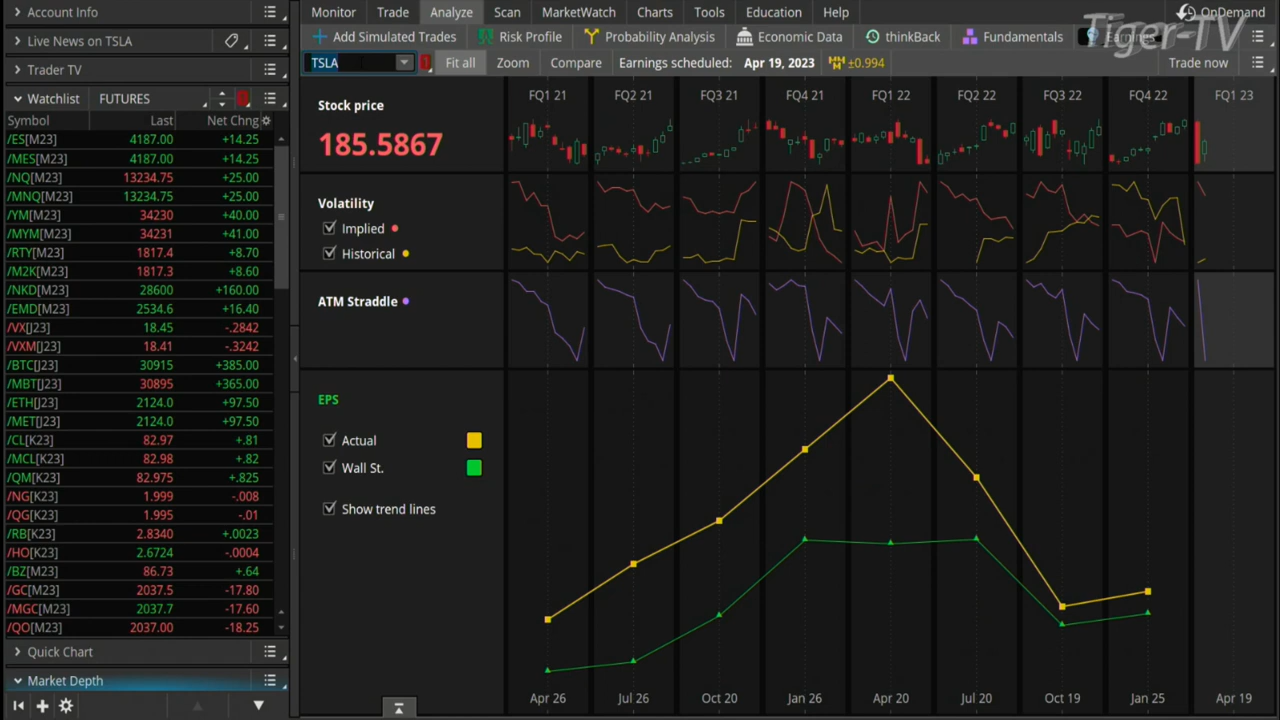 Account Info
Live News on TSLA
Trader TV
Watchlist FUTURES
Symbol Last Net Chng
/ES[M23] 4187.00 +14.25
/MES[M23] 4187.00 +14.25
/NQ[M23] 13234.75 +25.00
/MNQ[M23] 13234.75 +25.00
/YM[M23] 34230 +40.00
/MYM[M23] 34231 +41.00
/RTY[M23] 1817.4 +8.70
/M2K[M23] 1817.3 +8.60
/NKD[M23] 28600 +160.00
/EMD[M23] 2534.6 +16.40
/VX[J23] 18.45 -.2842
/VXM[J23] 18.41 -.3242
/BTC[J23] 30915 +385.00
/MBT[J23] 30895 +365.00
/ETH[J23] 2124.0 +97.50
/MET[J23] 2124.0 +97.50
/CL[K23] 82.97 +.81
/MCL[K23] 82.98 +.82
/QM[K23] 82.975 +.825
/NG[K23] 1.999 -.008
/QG[K23] 1.995 -.01
/RB[K23] 2.8340 +.0023
/HO[K23] 2.6724 -.0004
/BZ[M23] 86.73 +.64
/GC[M23] 2037.5 -17.80
/MGC[M23] 2037.7 -17.60
/QO[M23] 2037.00 -18.25
Quick Chart
Market Depth
Monitor Trade Analyze Scan MarketWatch Charts Tools Education Help OnDemand
Tiger-TV
Add Simulated Trades Risk Profile Probability Analysis Economic Data thinkBack Fundamentals Earnings
TSLA 1 Fit all Zoom Compare Earnings scheduled: Apr 19, 2023 ±0.994 Trade now
FQ1 21 FQ2 21 FQ3 21 FQ4 21 FQ1 22 FQ2 22 FQ3 22 FQ4 22 FQ1 23
Stock price
185.5867
Volatility
Implied
Historical
ATM Straddle
EPS
Actual
Wall St.
Show trend lines
Apr 26 Jul 26 Oct 20 Jan 26 Apr 20 Jul 20 Oct 19 Jan 25 Apr 19